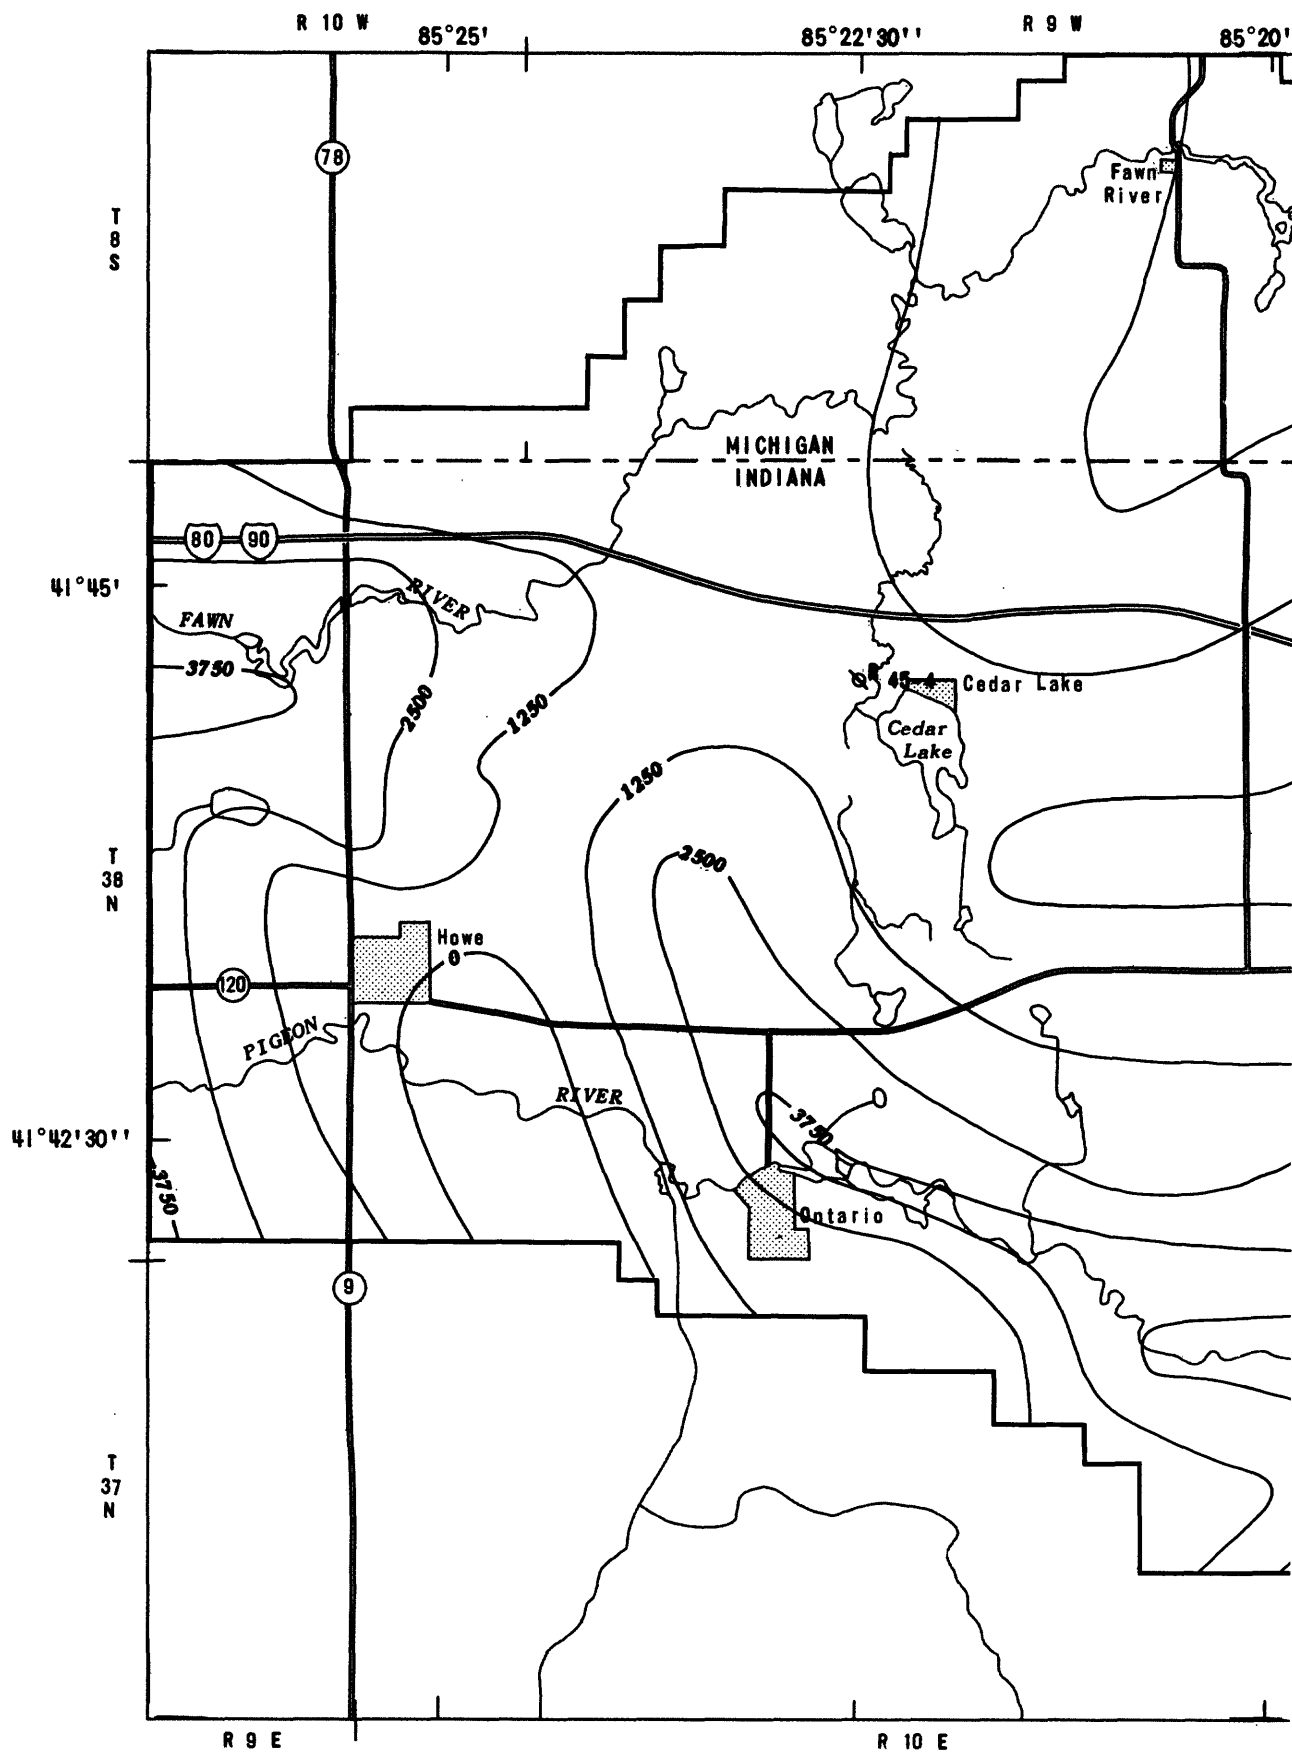 R 10 W
R 9 W
85°25'
85°22'30''
85°20'
78
Fawn
River
T
8
S
MICHIGAN
INDIANA
80
90
41°45'
RIVER
FAWN
3750
2500
1250
R 45-4
Cedar Lake
Cedar
Lake
1250
2500
T
38
N
Howe
0
120
PIGEON
RIVER
3750
41°42'30''
3750
Ontario
9
T
37
N
R 9 E
R 10 E